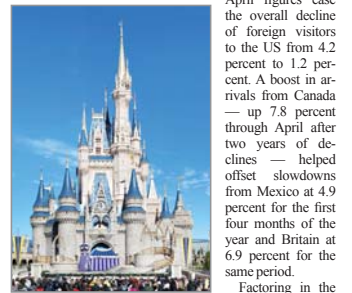 April figures ease
the overall decline
of foreign visitors
to the US from 4.2
percent to 1.2 per-
cent. A boost in ar-
rivals from Canada
— up 7.8 percent
through April after
two years of de-
clines — helped
offset slowdowns
from Mexico at 4.9
percent for the first
four months of the
year and Britain at
6.9 percent for the
same period.
Factoring in the